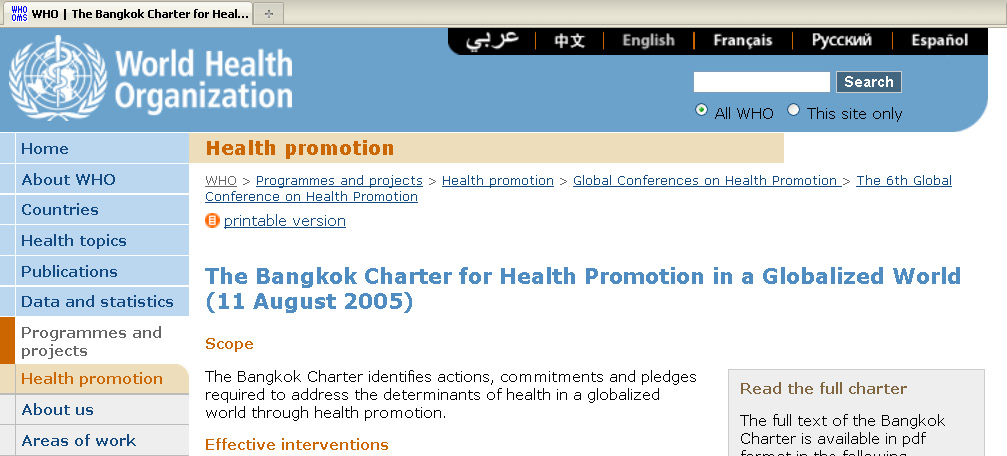 WHO OMS WHO | The Bangkok Charter for Heal...
عربي 中文 English Français Русский Español
World Health
Organization
Search
All WHO This site only
Home
About WHO
Countries
Health topics
Publications
Data and statistics
Programmes and
projects
Health promotion
About us
Areas of work
Health promotion
WHO > Programmes and projects > Health promotion > Global Conferences on Health Promotion > The 6th Global
Conference on Health Promotion
printable version
The Bangkok Charter for Health Promotion in a Globalized World
(11 August 2005)
Scope
The Bangkok Charter identifies actions, commitments and pledges
required to address the determinants of health in a globalized
world through health promotion.
Effective interventions
Read the full charter
The full text of the Bangkok
Charter is available in pdf
format in the following